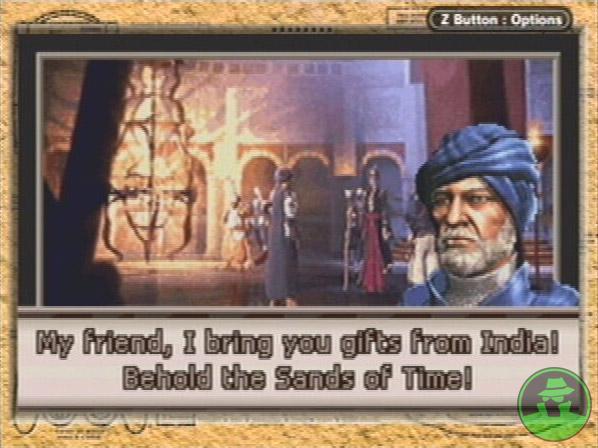 Z Button : Options
My friend, I bring you gifts from India!
Behold the Sands of Time!